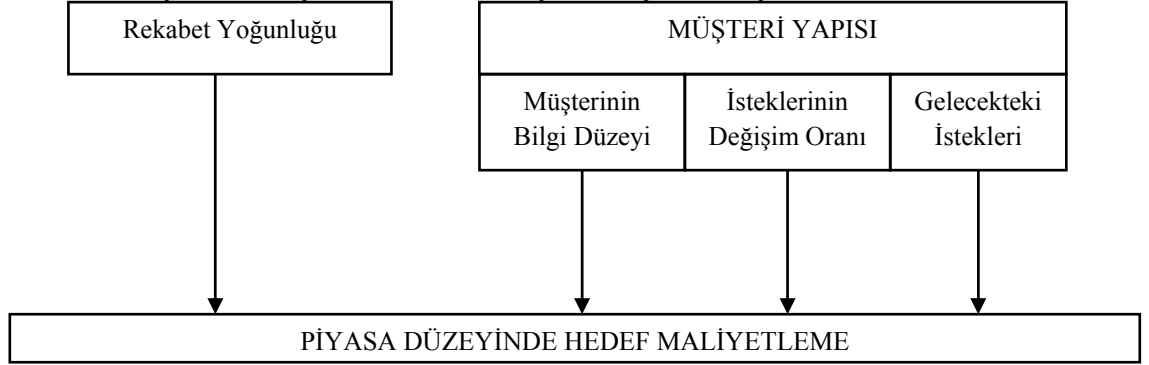 Rekabet Yoğunluğu
MÜŞTERİ YAPISI
Müşterinin
Bilgi Düzeyi
İsteklerinin
Değişim Oranı
Gelecekteki
İstekleri
PİYASA DÜZEYİNDE HEDEF MALİYETLEME